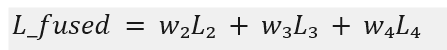 L_fused = w₂L₂ + w₃L₃ + w₄L₄